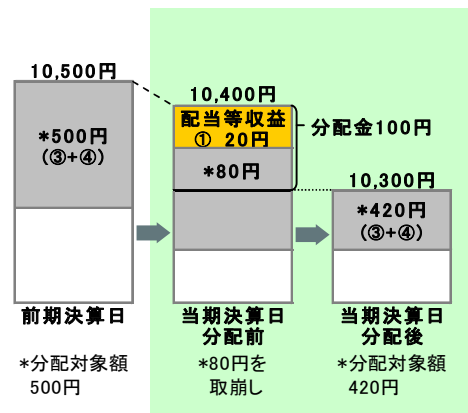 10,500円
*500円
(③+④)
前期決算日
*分配対象額
500円
10,400円
配当等収益
① 20円
*80円
分配金100円
当期決算日
分配前
*80円を
取崩し
10,300円
*420円
(③+④)
当期決算日
分配後
*分配対象額
420円